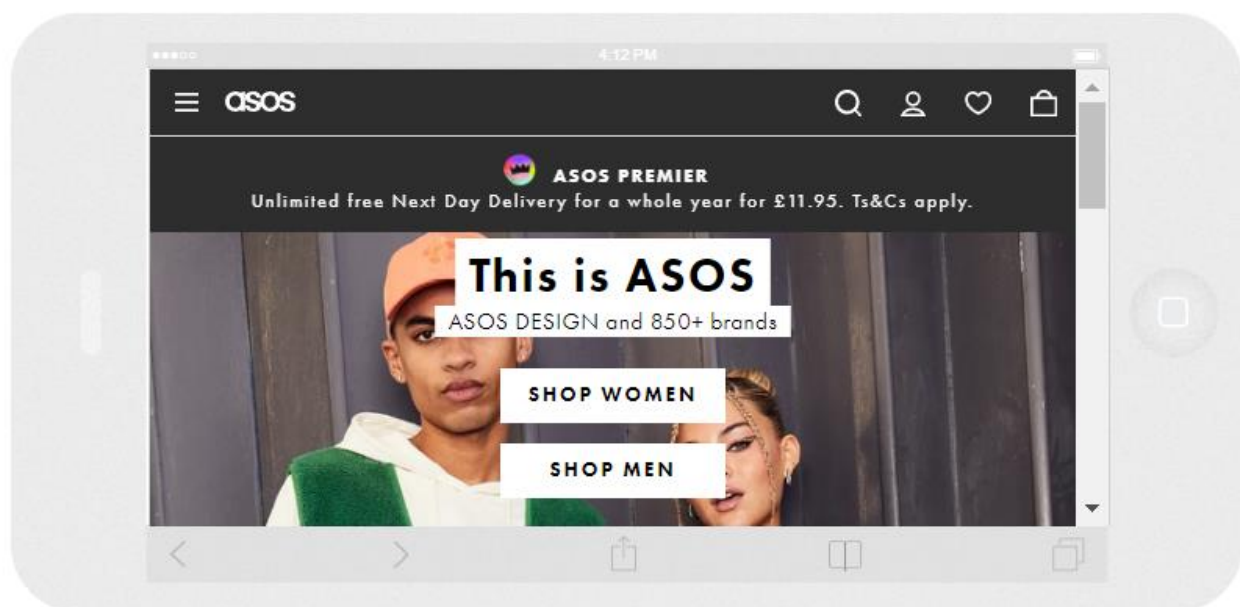 4:12 PM
asos
ASOS PREMIER
Unlimited free Next Day Delivery for a whole year for £11.95. Ts&Cs apply.
This is ASOS
ASOS DESIGN and 850+ brands
SHOP WOMEN
SHOP MEN